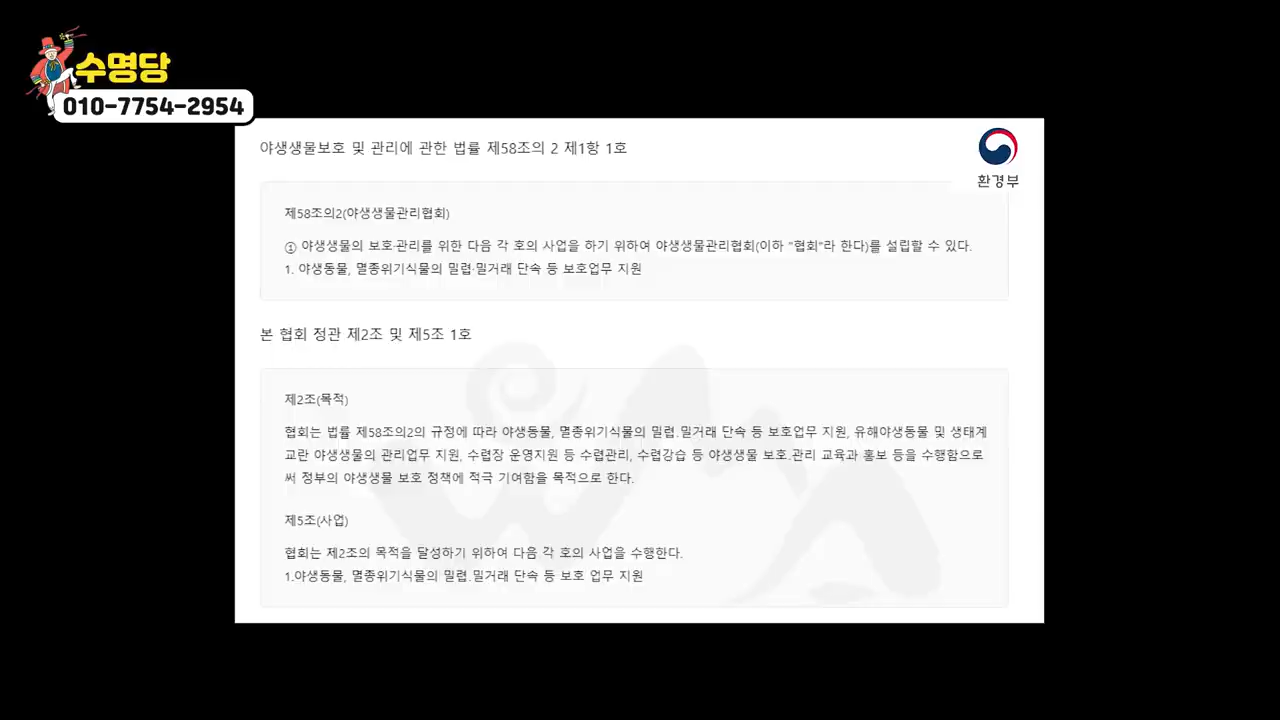 수명당
010-7754-2954
야생생물보호 및 관리에 관한 법률 제58조의 2 제1항 1호
환경부
제58조의2(야생생물관리협회)
① 야생생물의 보호·관리를 위한 다음 각 호의 사업을 하기 위하여 야생생물관리협회(이하 "협회"라 한다)를 설립할 수 있다.
1. 야생동물, 멸종위기식물의 밀렵·밀거래 단속 등 보호업무 지원
본 협회 정관 제2조 및 제5조 1호
제2조(목적)
협회는 법률 제58조의2의 규정에 따라 야생동물, 멸종위기식물의 밀렵.밀거래 단속 등 보호업무 지원, 유해야생동물 및 생태계
교란 야생생물의 관리업무 지원, 수렵장 운영지원 등 수렵관리, 수렵강습 등 야생생물 보호.관리 교육과 홍보 등을 수행함으로
써 정부의 야생생물 보호 정책에 적극 기여함을 목적으로 한다.
제5조(사업)
협회는 제2조의 목적을 달성하기 위하여 다음 각 호의 사업을 수행한다.
1.야생동물, 멸종위기식물의 밀렵.밀거래 단속 등 보호 업무 지원